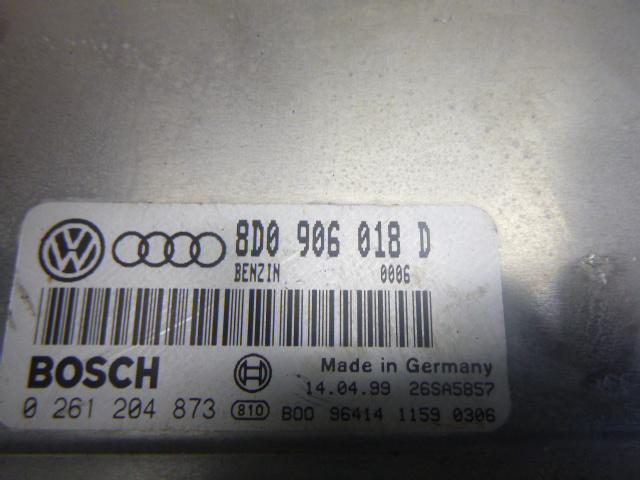 8D0 906 018 D
BENZIN 0006
BOSCH
Made in Germany
14.04.99 26SA5857
0 261 204 873 810 B00 96414 1159 0306